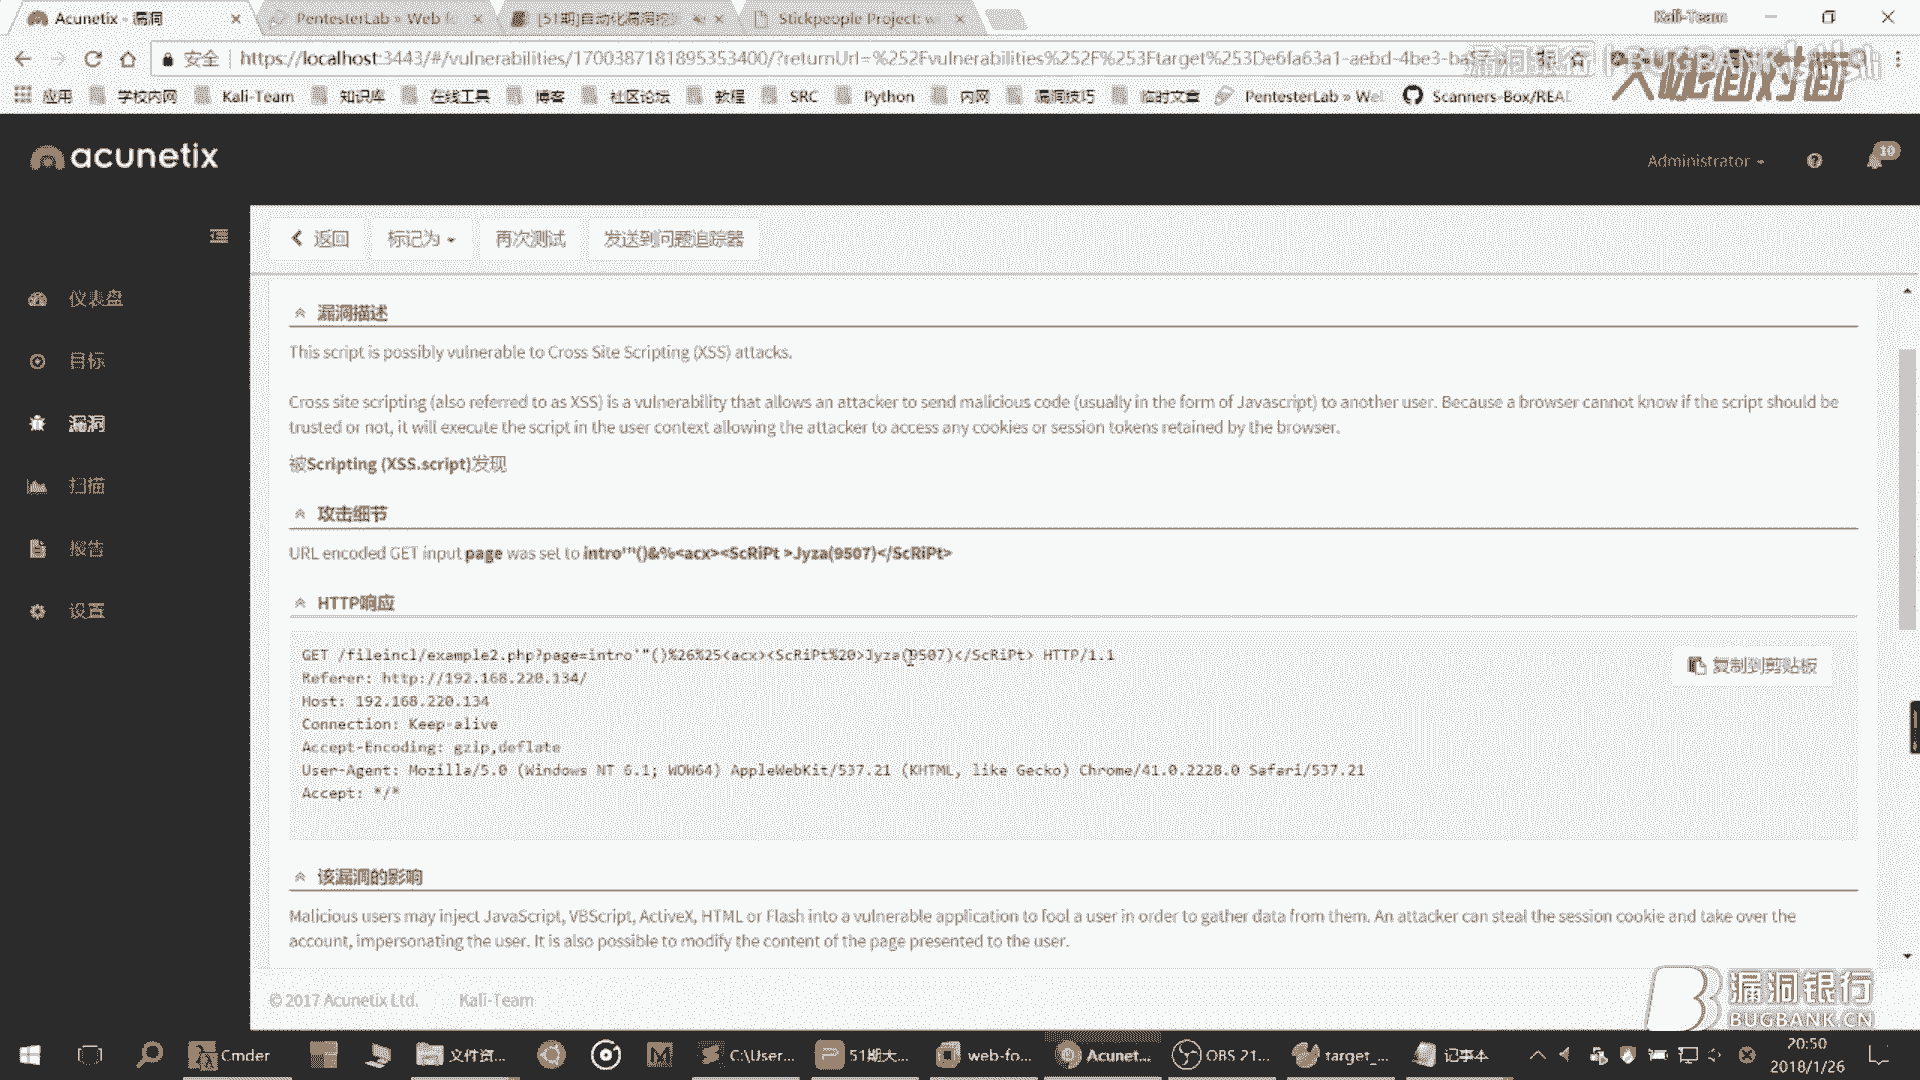 Acunetix - 漏洞
PentesterLab » Web f
[51期]自动化漏洞挖
Stickpeople Project: w
Kali-Team
安全
https://localhost:3443/#/vulnerabilities/1700387181895353400/?returnUrl=%252Fvulnerabilities%252F%253Ftarget%253De6fa63a1-aebd-4be3-ba5
漏洞银行 BUGBANK
大咖面对面
应用
学校内网
Kali-Team
知识库
在线工具
博客
社区论坛
教程
SRC
Python
内网
漏洞技巧
临时文章
PentesterLab » Wel
Scanners-Box/REAL
acunetix
Administrator
10
返回
标记为
再次测试
发送到问题追踪器
仪表盘
目标
漏洞
扫描
报告
设置
漏洞描述
This script is possibly vulnerable to Cross Site Scripting (XSS) attacks.
Cross site scripting (also referred to as XSS) is a vulnerability that allows an attacker to send malicious code (usually in the form of Javascript) to another user. Because a browser cannot know if the script should be
trusted or not, it will execute the script in the user context allowing the attacker to access any cookies or session tokens retained by the browser.
被Scripting (XSS.script)发现
攻击细节
URL encoded GET input page was set to intro'"()&%<acx><ScRiPt >Jyza(9507)</ScRiPt>
HTTP响应
GET /fileincl/example2.php?page=intro'"()%26%25<acx><ScRiPt%20>Jyza(9507)</ScRiPt> HTTP/1.1
Referer: http://192.168.220.134/
Host: 192.168.220.134
Connection: Keep-alive
Accept-Encoding: gzip,deflate
User-Agent: Mozilla/5.0 (Windows NT 6.1; WOW64) AppleWebKit/537.21 (KHTML, like Gecko) Chrome/41.0.2228.0 Safari/537.21
Accept: */*
复制到剪贴板
该漏洞的影响
Malicious users may inject JavaScript, VBScript, ActiveX, HTML or Flash into a vulnerable application to fool a user in order to gather data from them. An attacker can steal the session cookie and take over the
account, impersonating the user. It is also possible to modify the content of the page presented to the user.
© 2017 Acunetix Ltd.
Kali-Team
漏洞银行
BUGBANK.CN
Cmder
文件资...
C:\User...
51期大...
web-fo...
Acunet...
OBS 21...
target_...
记事本
20:50
2018/1/26